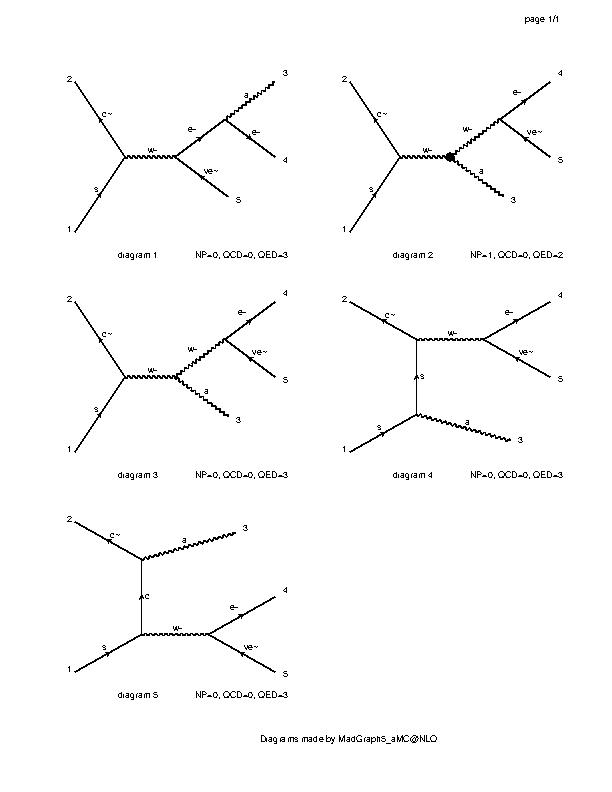 page 1/1
2
c~
s
1
w-
e-
a
3
e-
4
ve~
5
diagram 1 NP=0, QCD=0, QED=3
2
c~
s
1
w-
w-
e-
4
ve~
5
a
3
diagram 2 NP=1, QCD=0, QED=2
2
c~
s
1
w-
w-
e-
4
ve~
5
a
3
diagram 3 NP=0, QCD=0, QED=3
2
c~
w-
e-
4
ve~
5
s
s
1
a
3
diagram 4 NP=0, QCD=0, QED=3
2
c~
a
3
c
s
1
w-
e-
4
ve~
5
diagram 5 NP=0, QCD=0, QED=3
Diagrams made by MadGraph5_aMC@NLO